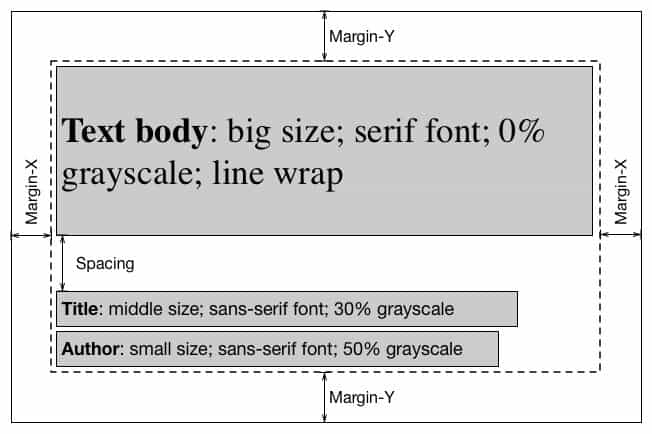 Margin-Y
Text body: big size; serif font; 0%
grayscale; line wrap
Margin-X
Margin-X
Spacing
Title: middle size; sans-serif font; 30% grayscale
Author: small size; sans-serif font; 50% grayscale
Margin-Y